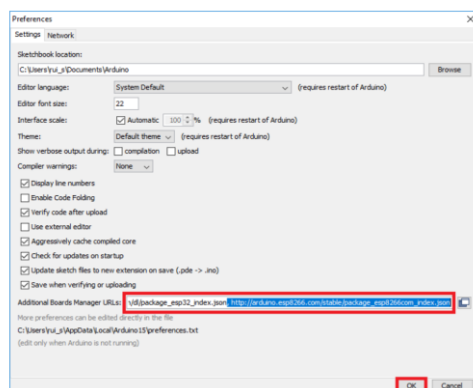 Preferences
Settings Network
Sketchbook location:
C:\Users\rui_s\Documents\Arduino Browse
Editor language: System Default (requires restart of Arduino)
Editor font size: 22
Interface scale: Automatic 100 % (requires restart of Arduino)
Theme: Default theme (requires restart of Arduino)
Show verbose output during: compilation upload
Compiler warnings: None
Display line numbers
Enable Code Folding
Verify code after upload
Use external editor
Aggressively cache compiled core
Check for updates on startup
Update sketch files to new extension on save (.pde -> .ino)
Save when verifying or uploading
Additional Boards Manager URLs: \/dl/package_esp32_index.json, http://arduino.esp8266.com/stable/package_esp8266com_index.json
More preferences can be edited directly in the file
C:\Users\rui_s\AppData\Local\Arduino15\preferences.txt
(edit only when Arduino is not running)
OK Cancel